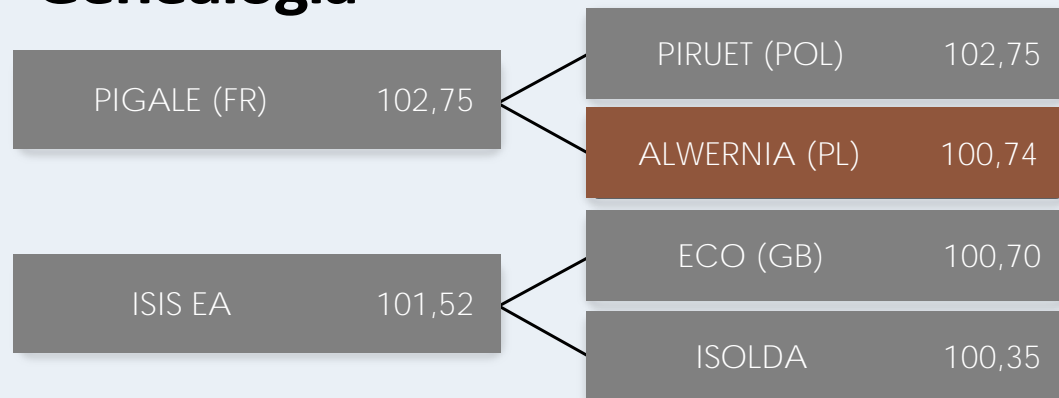 PIRUET (POL) 102,75
PIGALE (FR) 102,75
ALWERNIA (PL) 100,74
ECO (GB) 100,70
ISIS EA 101,52
ISOLDA 100,35